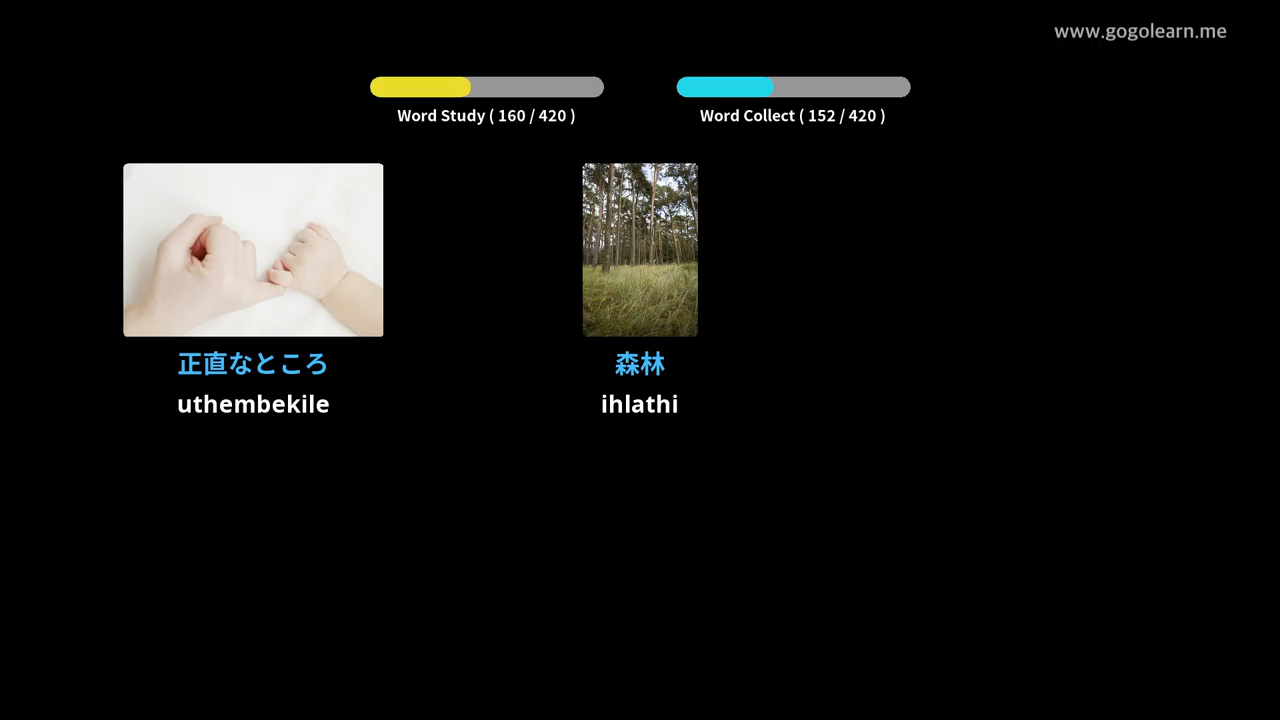 www.gogolearn.me
Word Study ( 160 / 420 )
Word Collect ( 152 / 420 )
正直なところ
uthembekile
森林
ihlathi